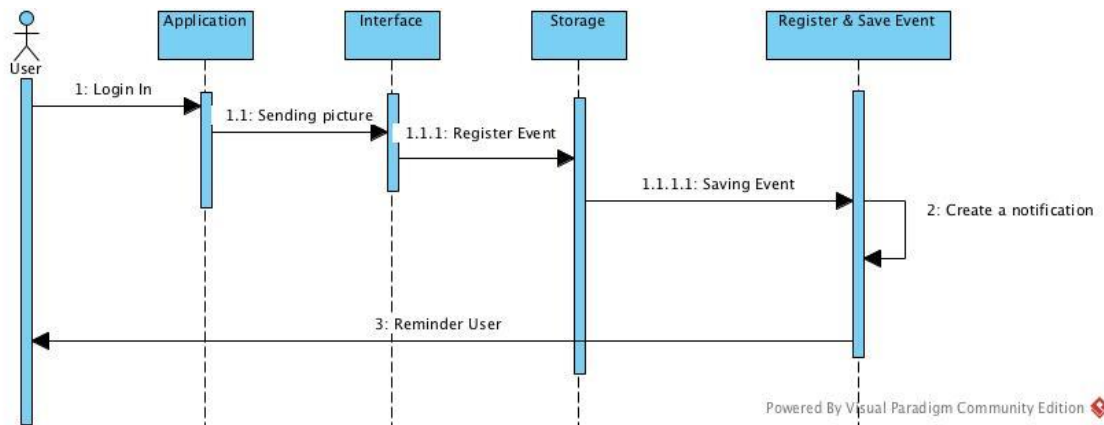 Application
Interface
Storage
Register & Save Event
User
1: Login In
1.1: Sending picture
1.1.1: Register Event
1.1.1.1: Saving Event
2: Create a notification
3: Reminder User
Powered By Visual Paradigm Community Edition